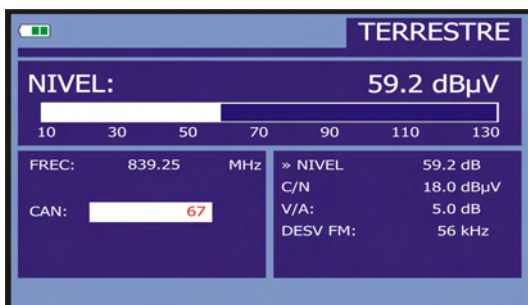 TERRESTRE
NIVEL: 59.2 dBµV
10 30 50 70 90 110 130
FREC: 839.25 MHz
CAN: 67
» NIVEL 59.2 dB
C/N 18.0 dBµV
V/A: 5.0 dB
DESV FM: 56 kHz